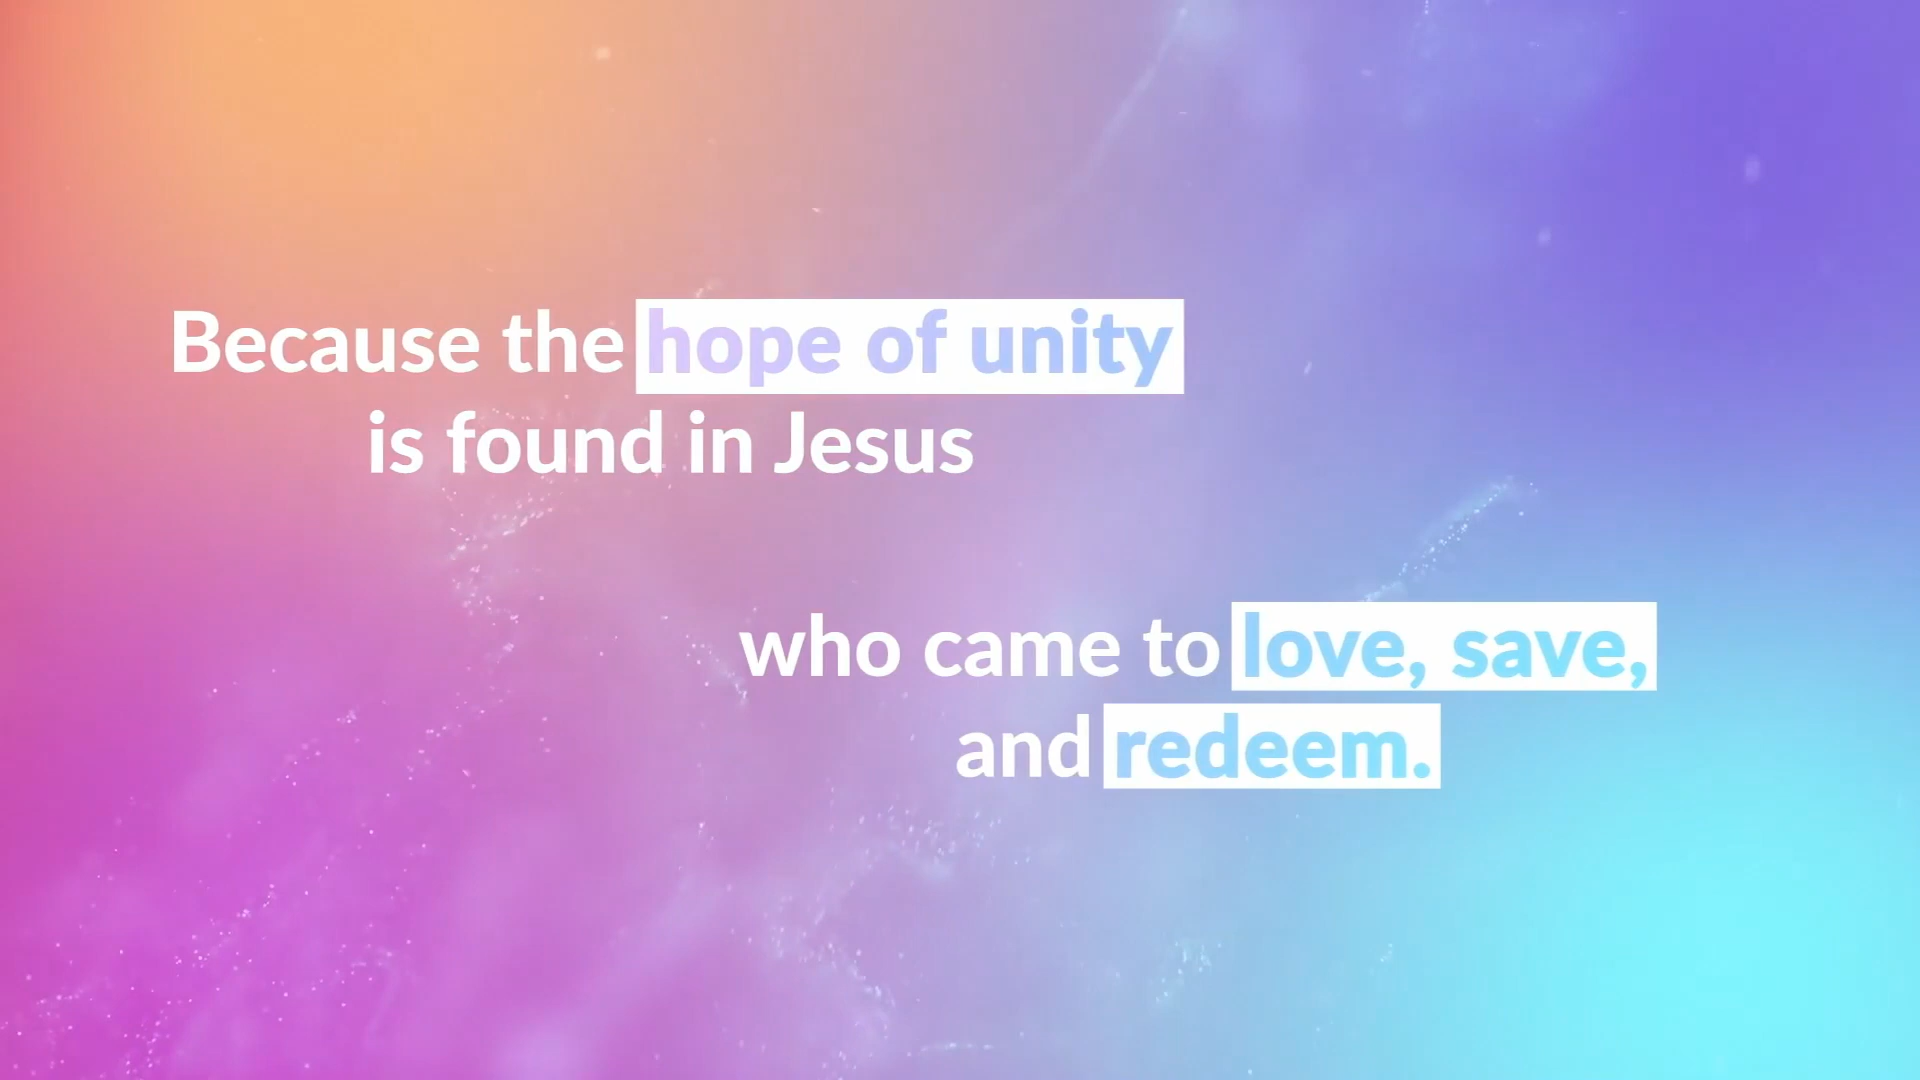 Because the hope of unity
is found in Jesus
who came to love, save,
and redeem.